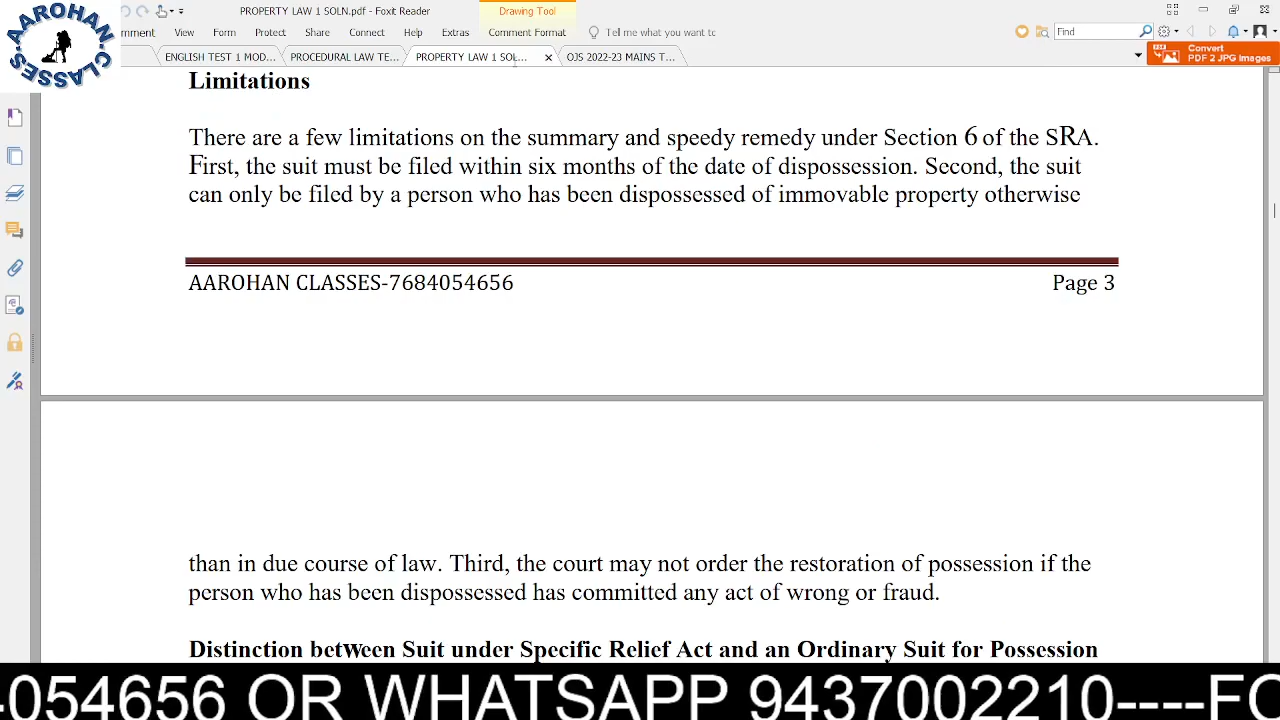 AAROHAN CLASSES
PROPERTY LAW 1 SOLN.pdf - Foxit Reader
Drawing Tool
mment View Form Protect Share Connect Help Extras Comment Format Tell me what you want tc
Find
ENGLISH TEST 1 MOD... PROCEDURAL LAW TE... PROPERTY LAW 1 SOL... OJS 2022-23 MAINS T...
Convert
PDF 2 JPG Images
Limitations
There are a few limitations on the summary and speedy remedy under Section 6 of the SRA.
First, the suit must be filed within six months of the date of dispossession. Second, the suit
can only be filed by a person who has been dispossessed of immovable property otherwise
AAROHAN CLASSES-7684054656 Page 3
than in due course of law. Third, the court may not order the restoration of possession if the
person who has been dispossessed has committed any act of wrong or fraud.
Distinction between Suit under Specific Relief Act and an Ordinary Suit for Possession
-054656 OR WHATSAPP 9437002210----FO